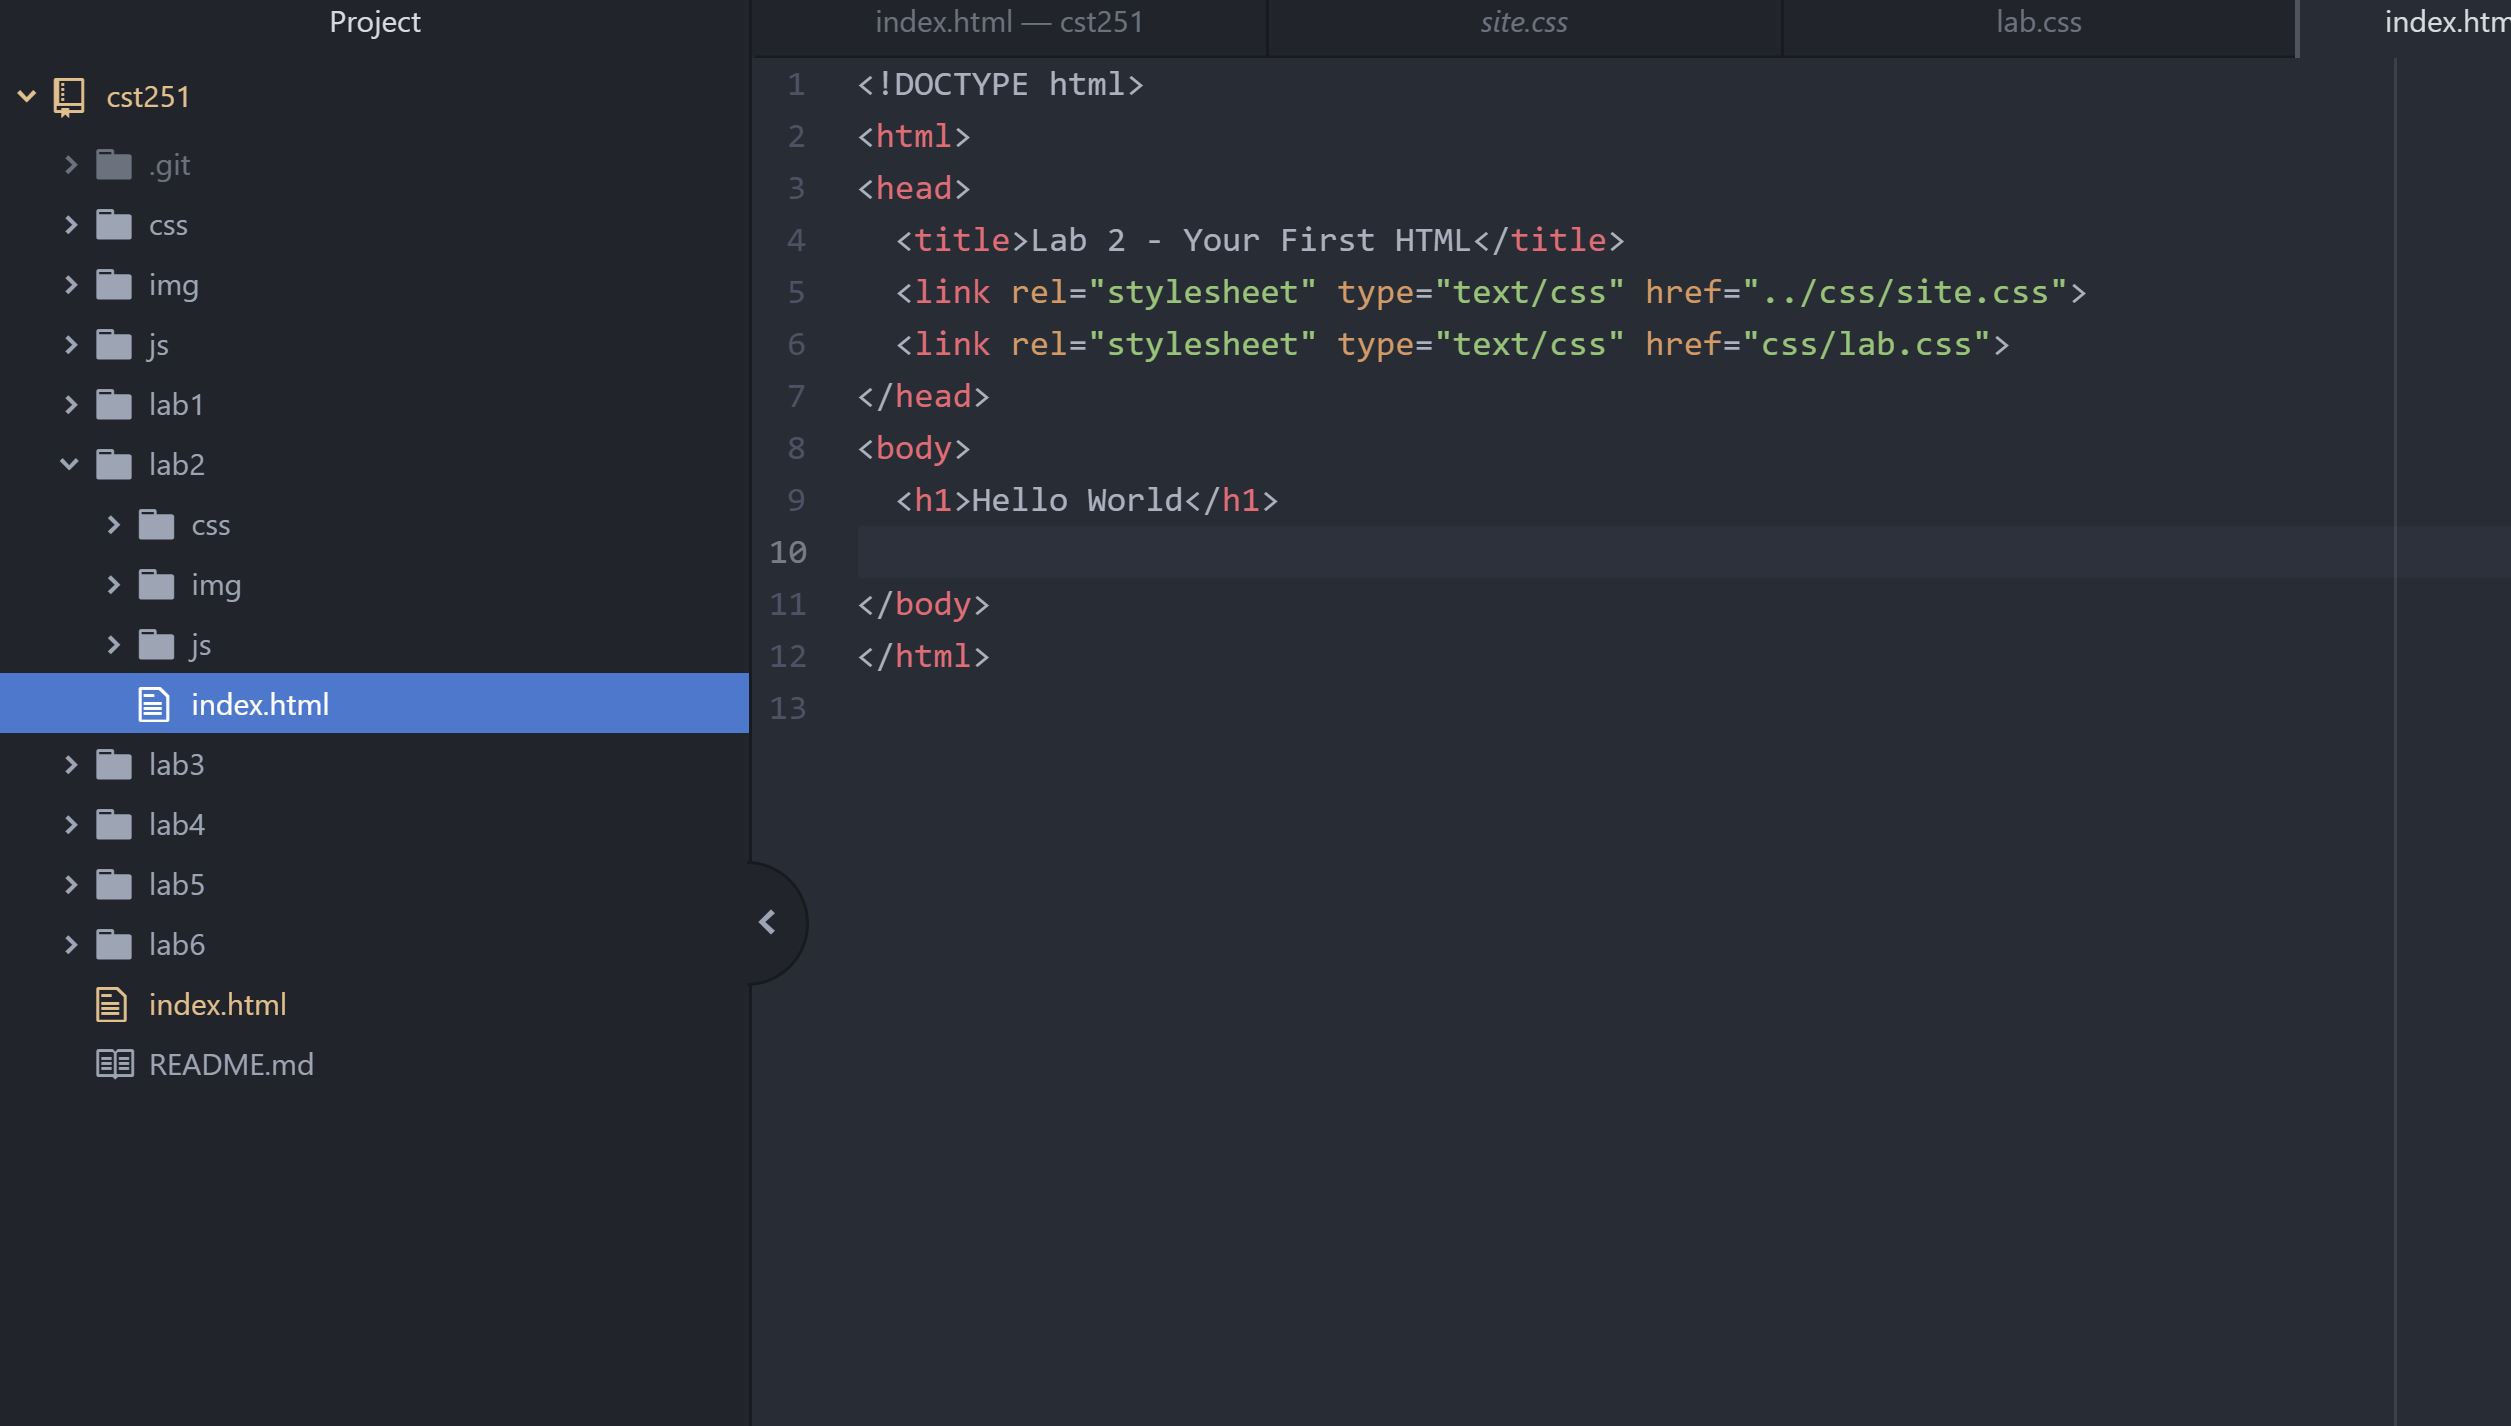 Project
cst251
.git
css
img
js
lab1
lab2
css
img
js
index.html
lab3
lab4
lab5
lab6
index.html
README.md
index.html — cst251 site.css lab.css index.htm
1 <!DOCTYPE html>
2 <html>
3 <head>
4 <title>Lab 2 - Your First HTML</title>
5 <link rel="stylesheet" type="text/css" href="../css/site.css">
6 <link rel="stylesheet" type="text/css" href="css/lab.css">
7 </head>
8 <body>
9 <h1>Hello World</h1>
10
11 </body>
12 </html>
13